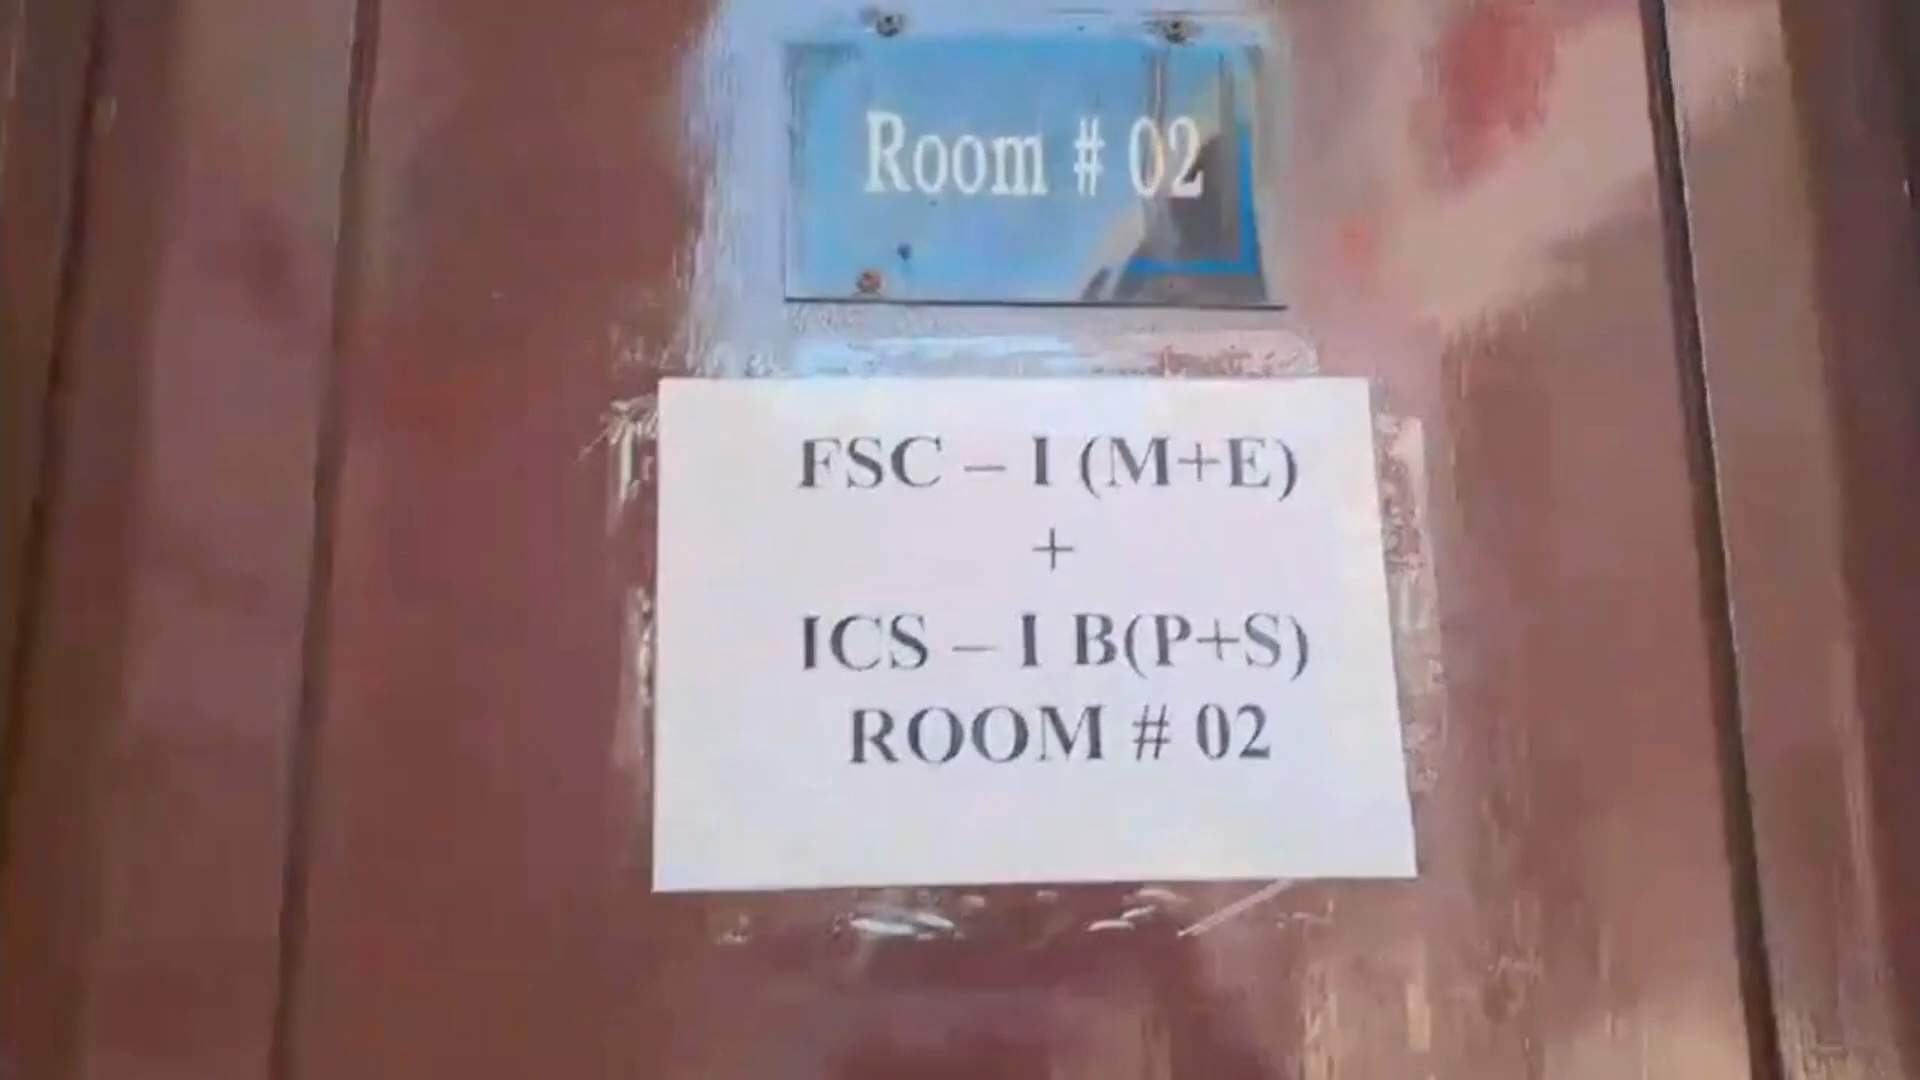 Room # 02
FSC – I (M+E)
+
ICS – I B(P+S)
ROOM # 02